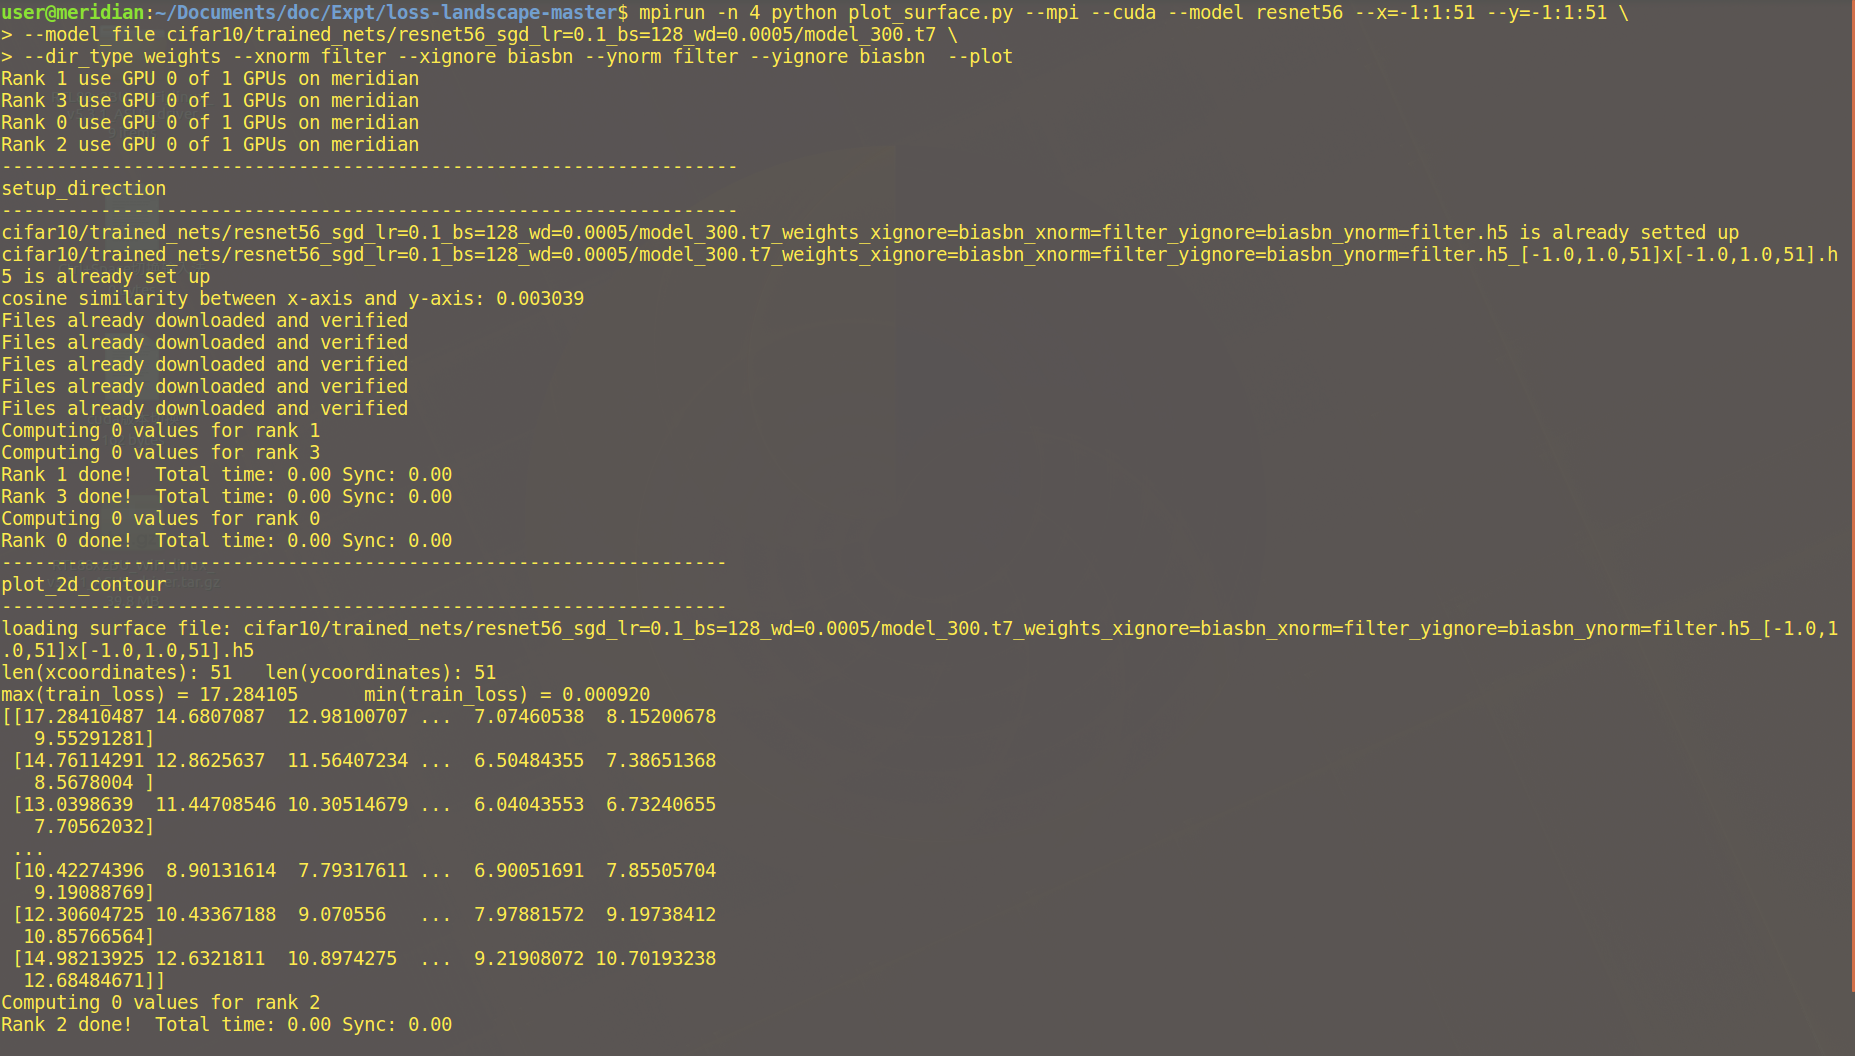 user@meridian:~/Documents/doc/Expt/loss-landscape-master$ mpirun -n 4 python plot_surface.py --mpi --cuda --model resnet56 --x=-1:1:51 --y=-1:1:51 \
> --model_file cifar10/trained_nets/resnet56_sgd_lr=0.1_bs=128_wd=0.0005/model_300.t7 \
> --dir_type weights --xnorm filter --xignore biasbn --ynorm filter --yignore biasbn  --plot
Rank 1 use GPU 0 of 1 GPUs on meridian
Rank 3 use GPU 0 of 1 GPUs on meridian
Rank 0 use GPU 0 of 1 GPUs on meridian
Rank 2 use GPU 0 of 1 GPUs on meridian
-------------------------------------------------------------------
setup_direction
-------------------------------------------------------------------
cifar10/trained_nets/resnet56_sgd_lr=0.1_bs=128_wd=0.0005/model_300.t7_weights_xignore=biasbn_xnorm=filter_yignore=biasbn_ynorm=filter.h5 is already setted up
cifar10/trained_nets/resnet56_sgd_lr=0.1_bs=128_wd=0.0005/model_300.t7_weights_xignore=biasbn_xnorm=filter_yignore=biasbn_ynorm=filter.h5_[-1.0,1.0,51]x[-1.0,1.0,51].h
5 is already set up
cosine similarity between x-axis and y-axis: 0.003039
Files already downloaded and verified
Files already downloaded and verified
Files already downloaded and verified
Files already downloaded and verified
Files already downloaded and verified
Computing 0 values for rank 1
Computing 0 values for rank 3
Rank 1 done!  Total time: 0.00 Sync: 0.00
Rank 3 done!  Total time: 0.00 Sync: 0.00
Computing 0 values for rank 0
Rank 0 done!  Total time: 0.00 Sync: 0.00
------------------------------------------------------------------
plot_2d_contour
------------------------------------------------------------------
loading surface file: cifar10/trained_nets/resnet56_sgd_lr=0.1_bs=128_wd=0.0005/model_300.t7_weights_xignore=biasbn_xnorm=filter_yignore=biasbn_ynorm=filter.h5_[-1.0,1
.0,51]x[-1.0,1.0,51].h5
len(xcoordinates): 51   len(ycoordinates): 51
max(train_loss) = 17.284105      min(train_loss) = 0.000920
[[17.28410487 14.6807087  12.98100707 ...  7.07460538  8.15200678
   9.55291281]
 [14.76114291 12.8625637  11.56407234 ...  6.50484355  7.38651368
   8.5678004 ]
 [13.0398639  11.44708546 10.30514679 ...  6.04043553  6.73240655
   7.70562032]
 ...
 [10.42274396  8.90131614  7.79317611 ...  6.90051691  7.85505704
   9.19088769]
 [12.30604725 10.43367188  9.070556   ...  7.97881572  9.19738412
  10.85766564]
 [14.98213925 12.6321811  10.8974275  ...  9.21908072 10.70193238
  12.68484671]]
Computing 0 values for rank 2
Rank 2 done!  Total time: 0.00 Sync: 0.00